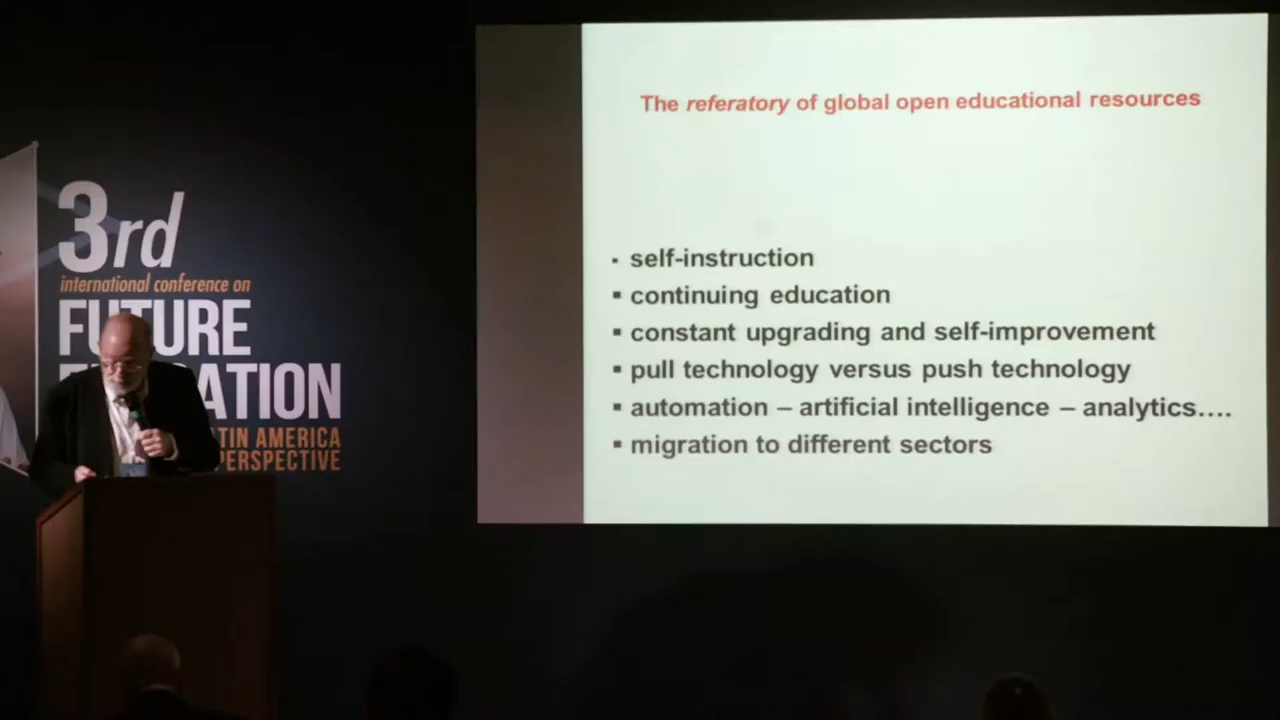 3rd
international conference on
FUTURE
ATION
TIN AMERICA
PERSPECTIVE
The referatory of global open educational resources
▪ self-instruction
▪ continuing education
▪ constant upgrading and self-improvement
▪ pull technology versus push technology
▪ automation – artificial intelligence – analytics....
▪ migration to different sectors